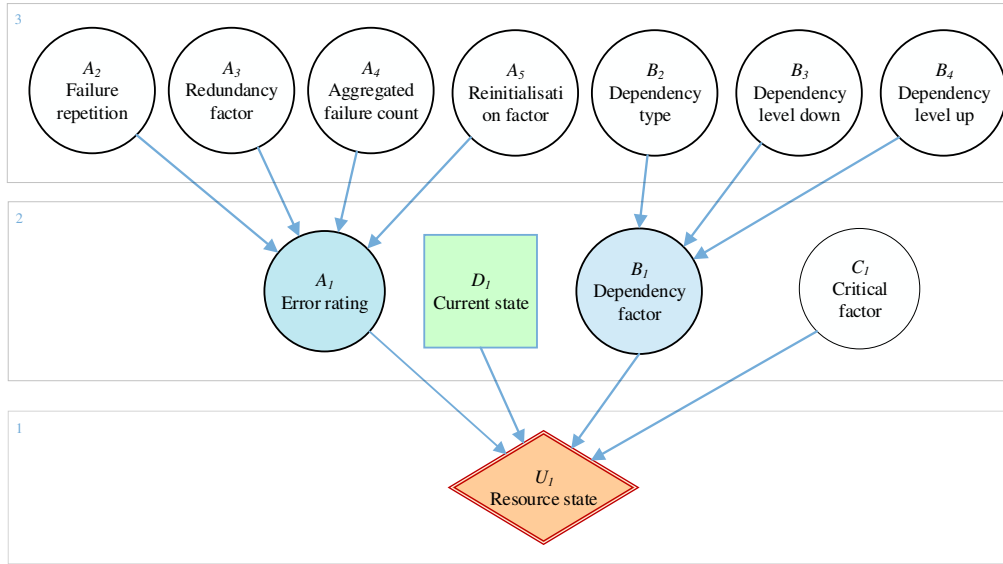 3
A2
Failure
repetition
A3
Redundancy
factor
A4
Aggregated
failure count
A5
Reinitialisati
on factor
B2
Dependency
type
B3
Dependency
level down
B4
Dependency
level up
2
A1
Error rating
D1
Current state
B1
Dependency
factor
C1
Critical
factor
1
U1
Resource state